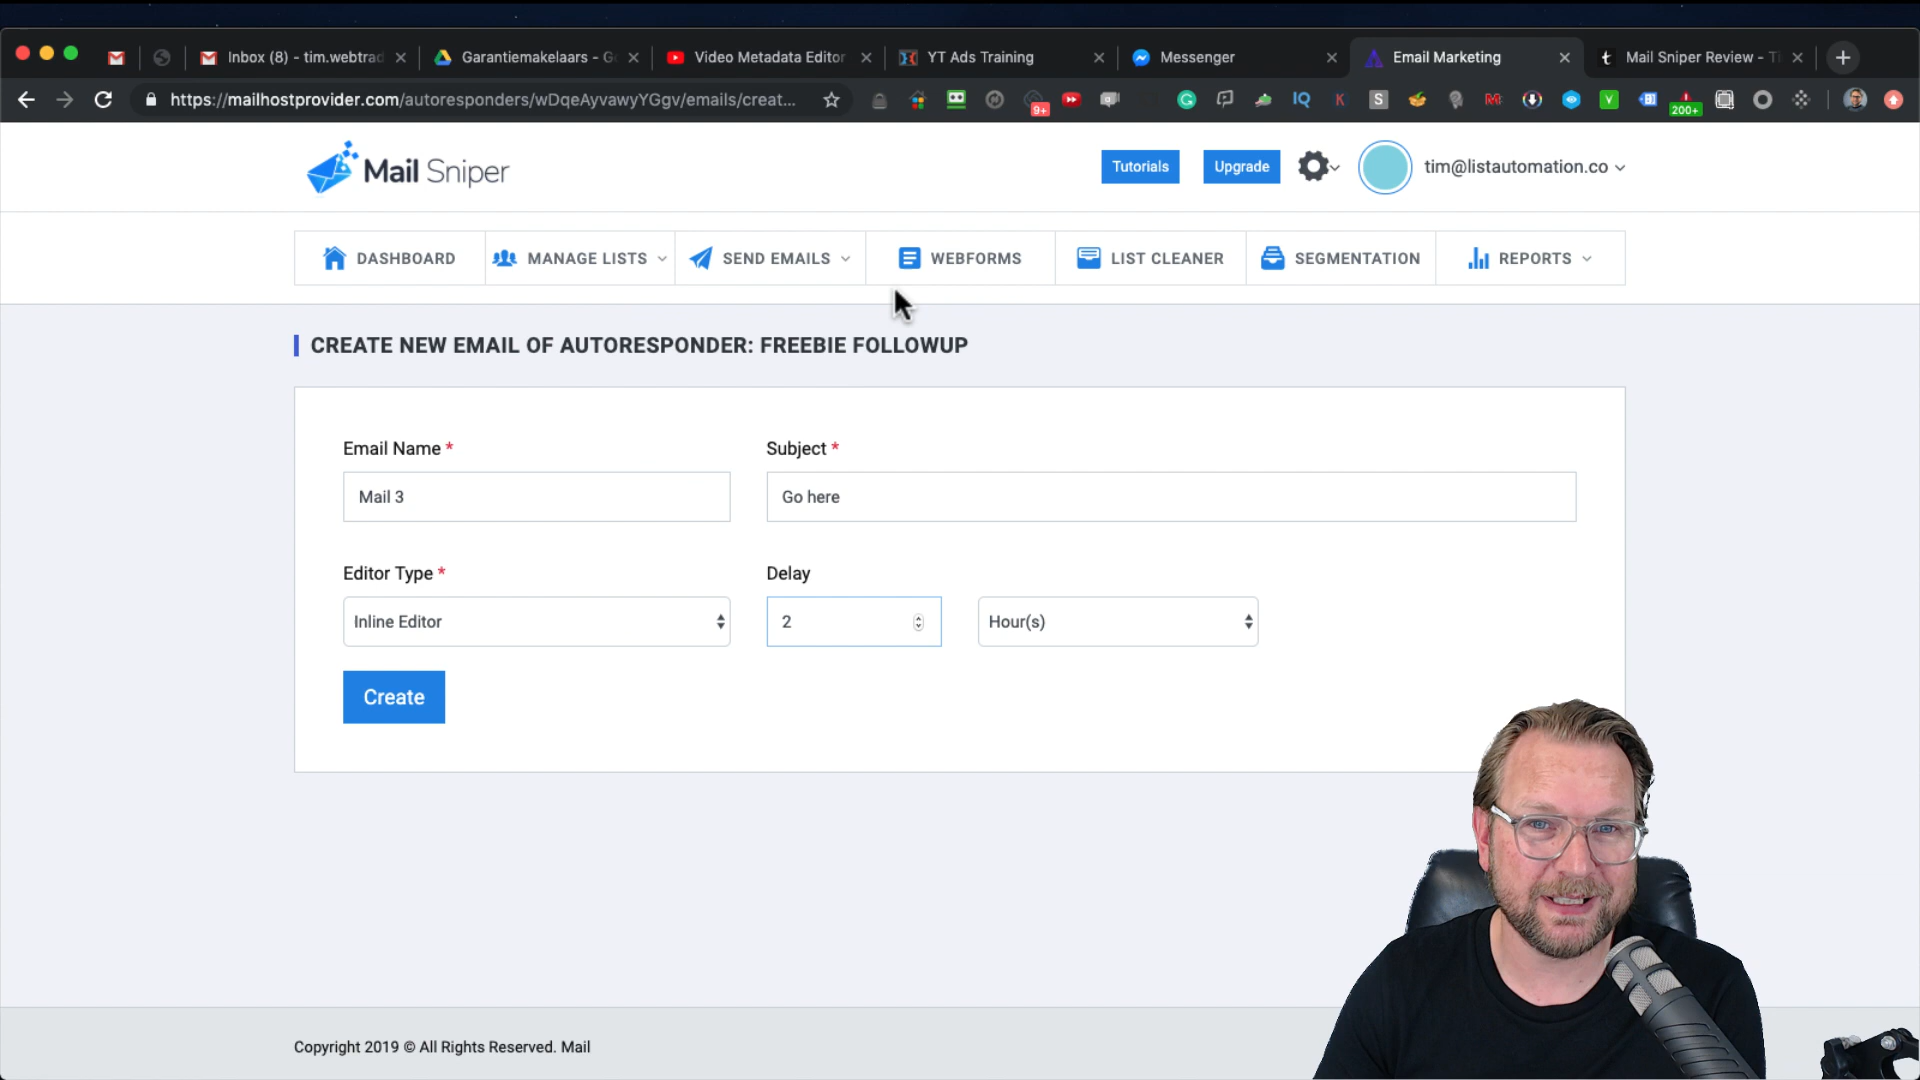 Inbox (8) - tim.webtrad
Garantiemakelaars - G
Video Metadata Editor
YT Ads Training
Messenger
Email Marketing
Mail Sniper Review - T
https://mailhostprovider.com/autoresponders/wDqeAyvawyYGgv/emails/creat...
9+
IQ
K
S
V
200+
Mail Sniper
Tutorials
Upgrade
tim@listautomation.co
DASHBOARD
MANAGE LISTS
SEND EMAILS
WEBFORMS
LIST CLEANER
SEGMENTATION
REPORTS
CREATE NEW EMAIL OF AUTORESPONDER: FREEBIE FOLLOWUP
Email Name *
Subject *
Mail 3
Go here
Editor Type *
Delay
Inline Editor
2
Hour(s)
Create
Copyright 2019 © All Rights Reserved. Mail